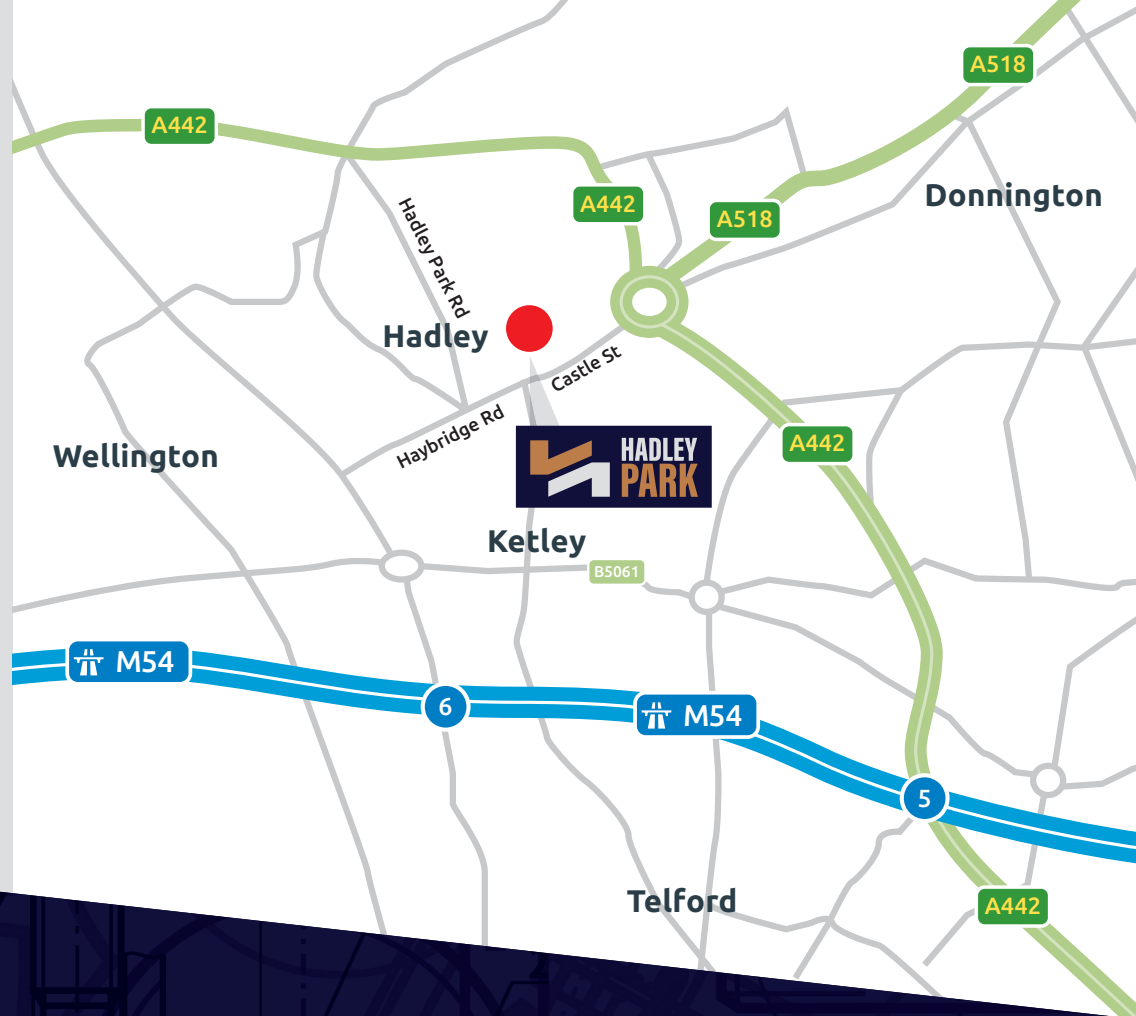 A518
A442
Donnington
A442
A518
Hadley Park Rd
Hadley
Castle St
Haybridge Rd
A442
Wellington
HADLEY
PARK
Ketley
B5061
M54
6
M54
5
Telford
A442